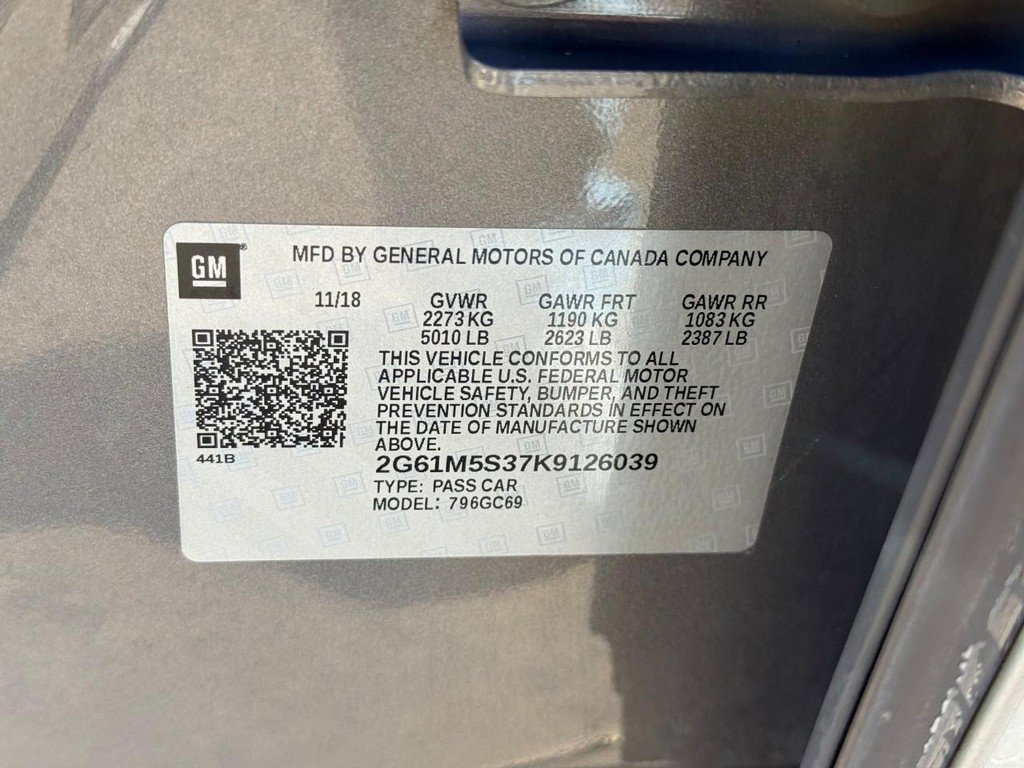 GM
MFD BY GENERAL MOTORS OF CANADA COMPANY
11/18 GVWR GAWR FRT GAWR RR
2273 KG 1190 KG 1083 KG
5010 LB 2623 LB 2387 LB
THIS VEHICLE CONFORMS TO ALL
APPLICABLE U.S. FEDERAL MOTOR
VEHICLE SAFETY, BUMPER, AND THEFT
PREVENTION STANDARDS IN EFFECT ON
THE DATE OF MANUFACTURE SHOWN
ABOVE.
441B
2G61M5S37K9126039
TYPE: PASS CAR
MODEL: 796GC69